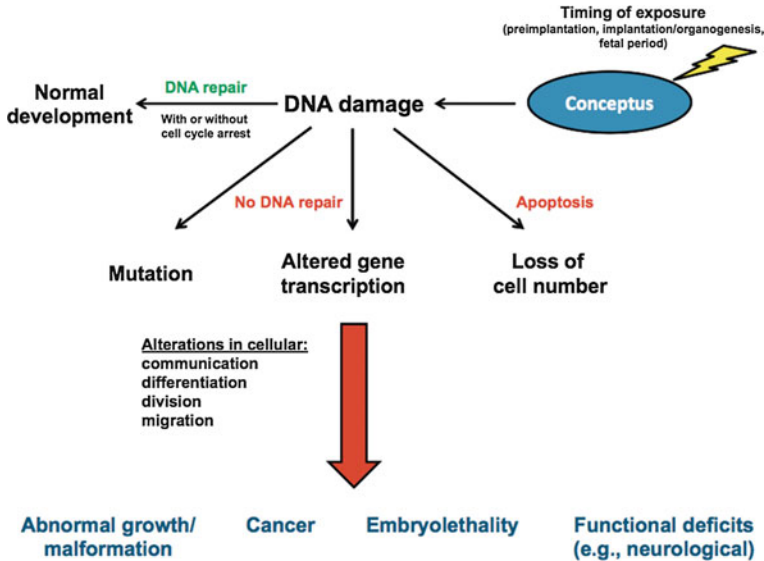 Timing of exposure
(preimplantation, implantation/organogenesis,
fetal period)
Conceptus
DNA damage
DNA repair
With or without
cell cycle arrest
Normal
development
No DNA repair
Apoptosis
Mutation
Altered gene
transcription
Loss of
cell number
Alterations in cellular:
communication
differentiation
division
migration
Abnormal growth/
malformation
Cancer
Embryolethality
Functional deficits
(e.g., neurological)